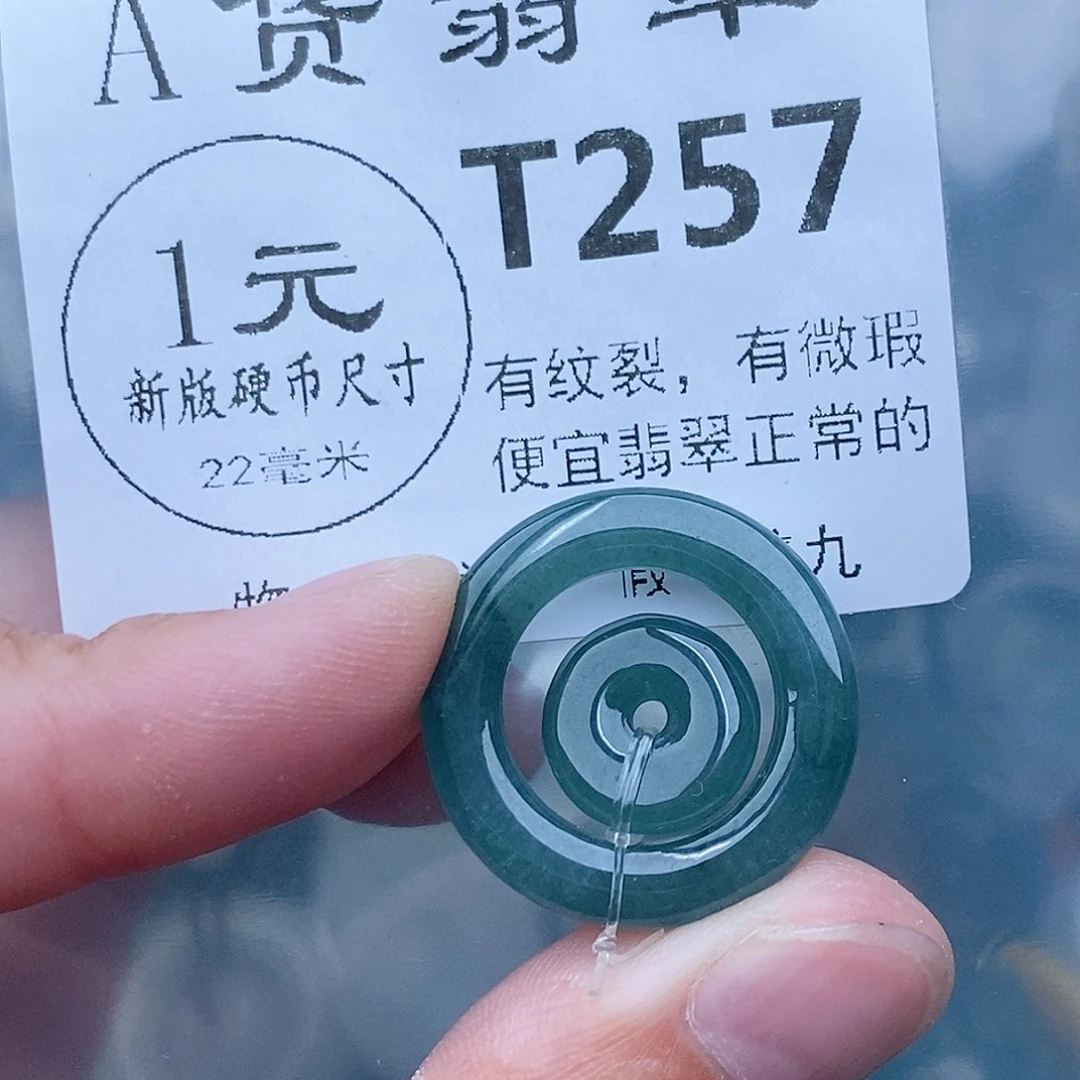 A货翡翠
T257
1元
新版硬币尺寸
22毫米
有纹裂，有微瑕
便宜翡翠正常的
九